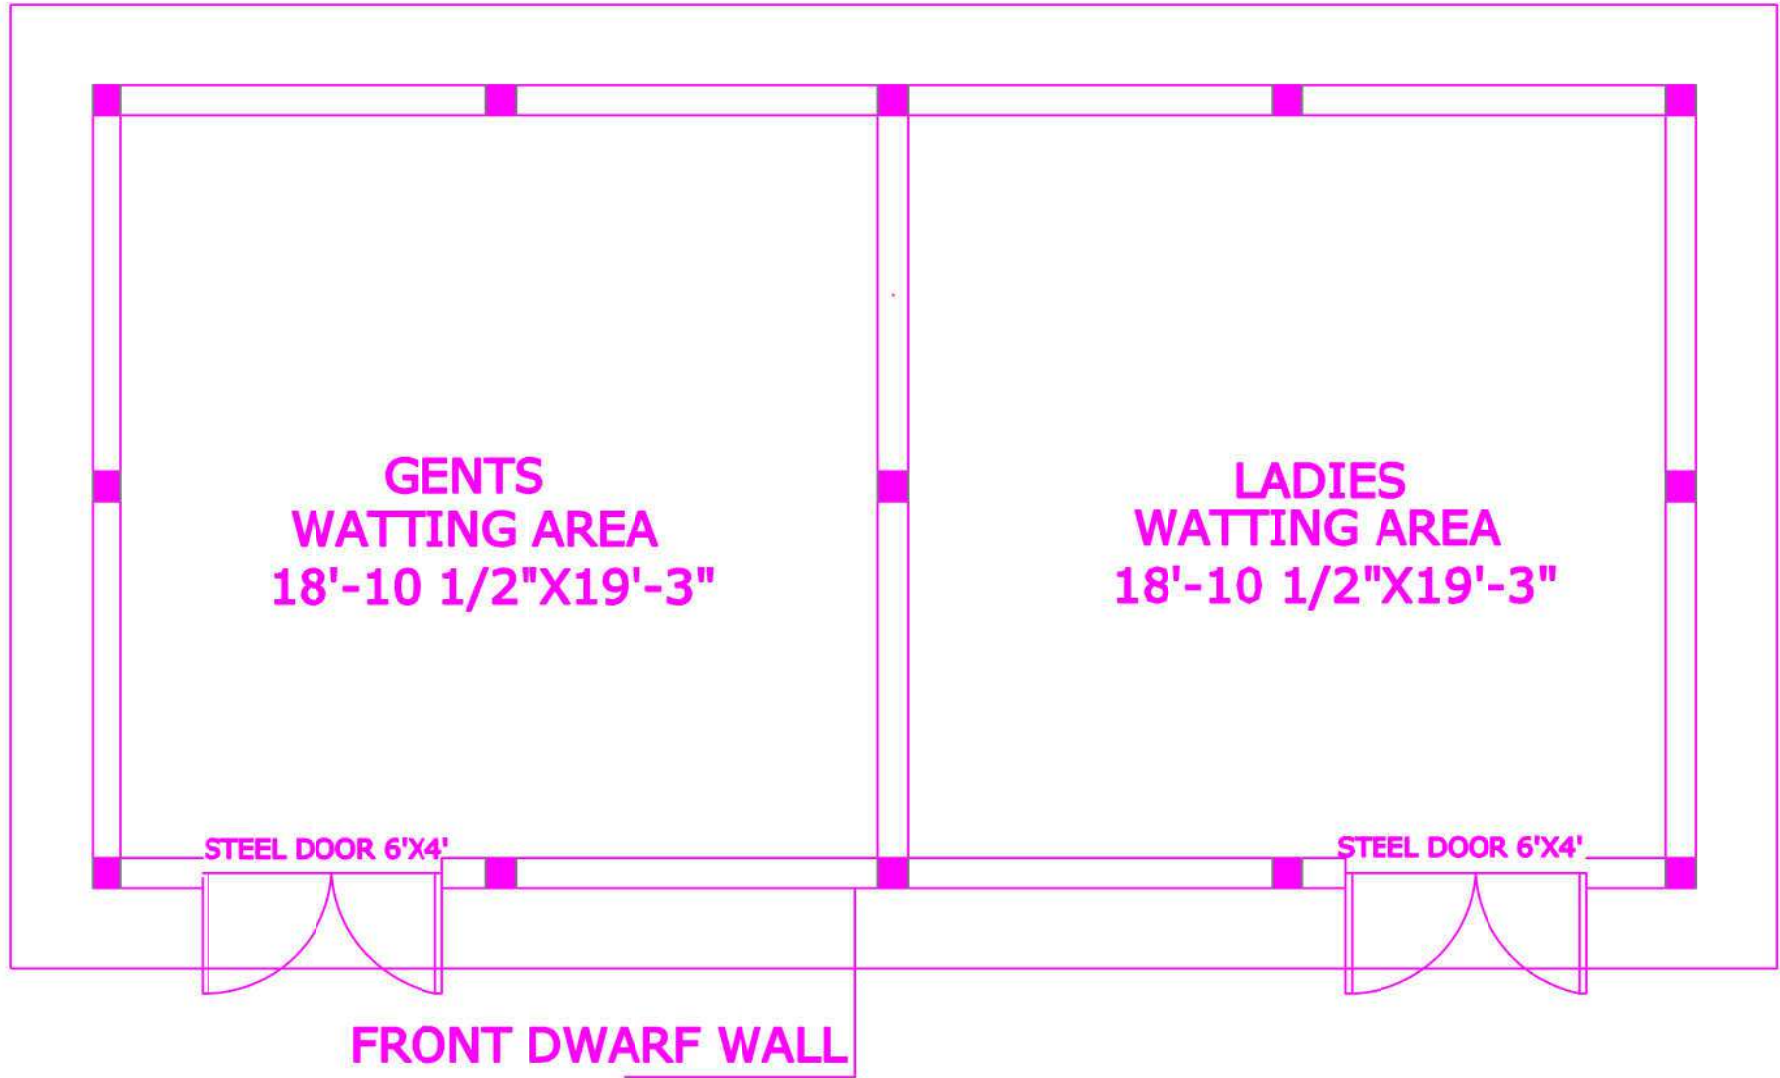 GENTS
WATTING AREA
18'-10 1/2"X19'-3"
LADIES
WATTING AREA
18'-10 1/2"X19'-3"
STEEL DOOR 6'X4'
STEEL DOOR 6'X4'
FRONT DWARF WALL